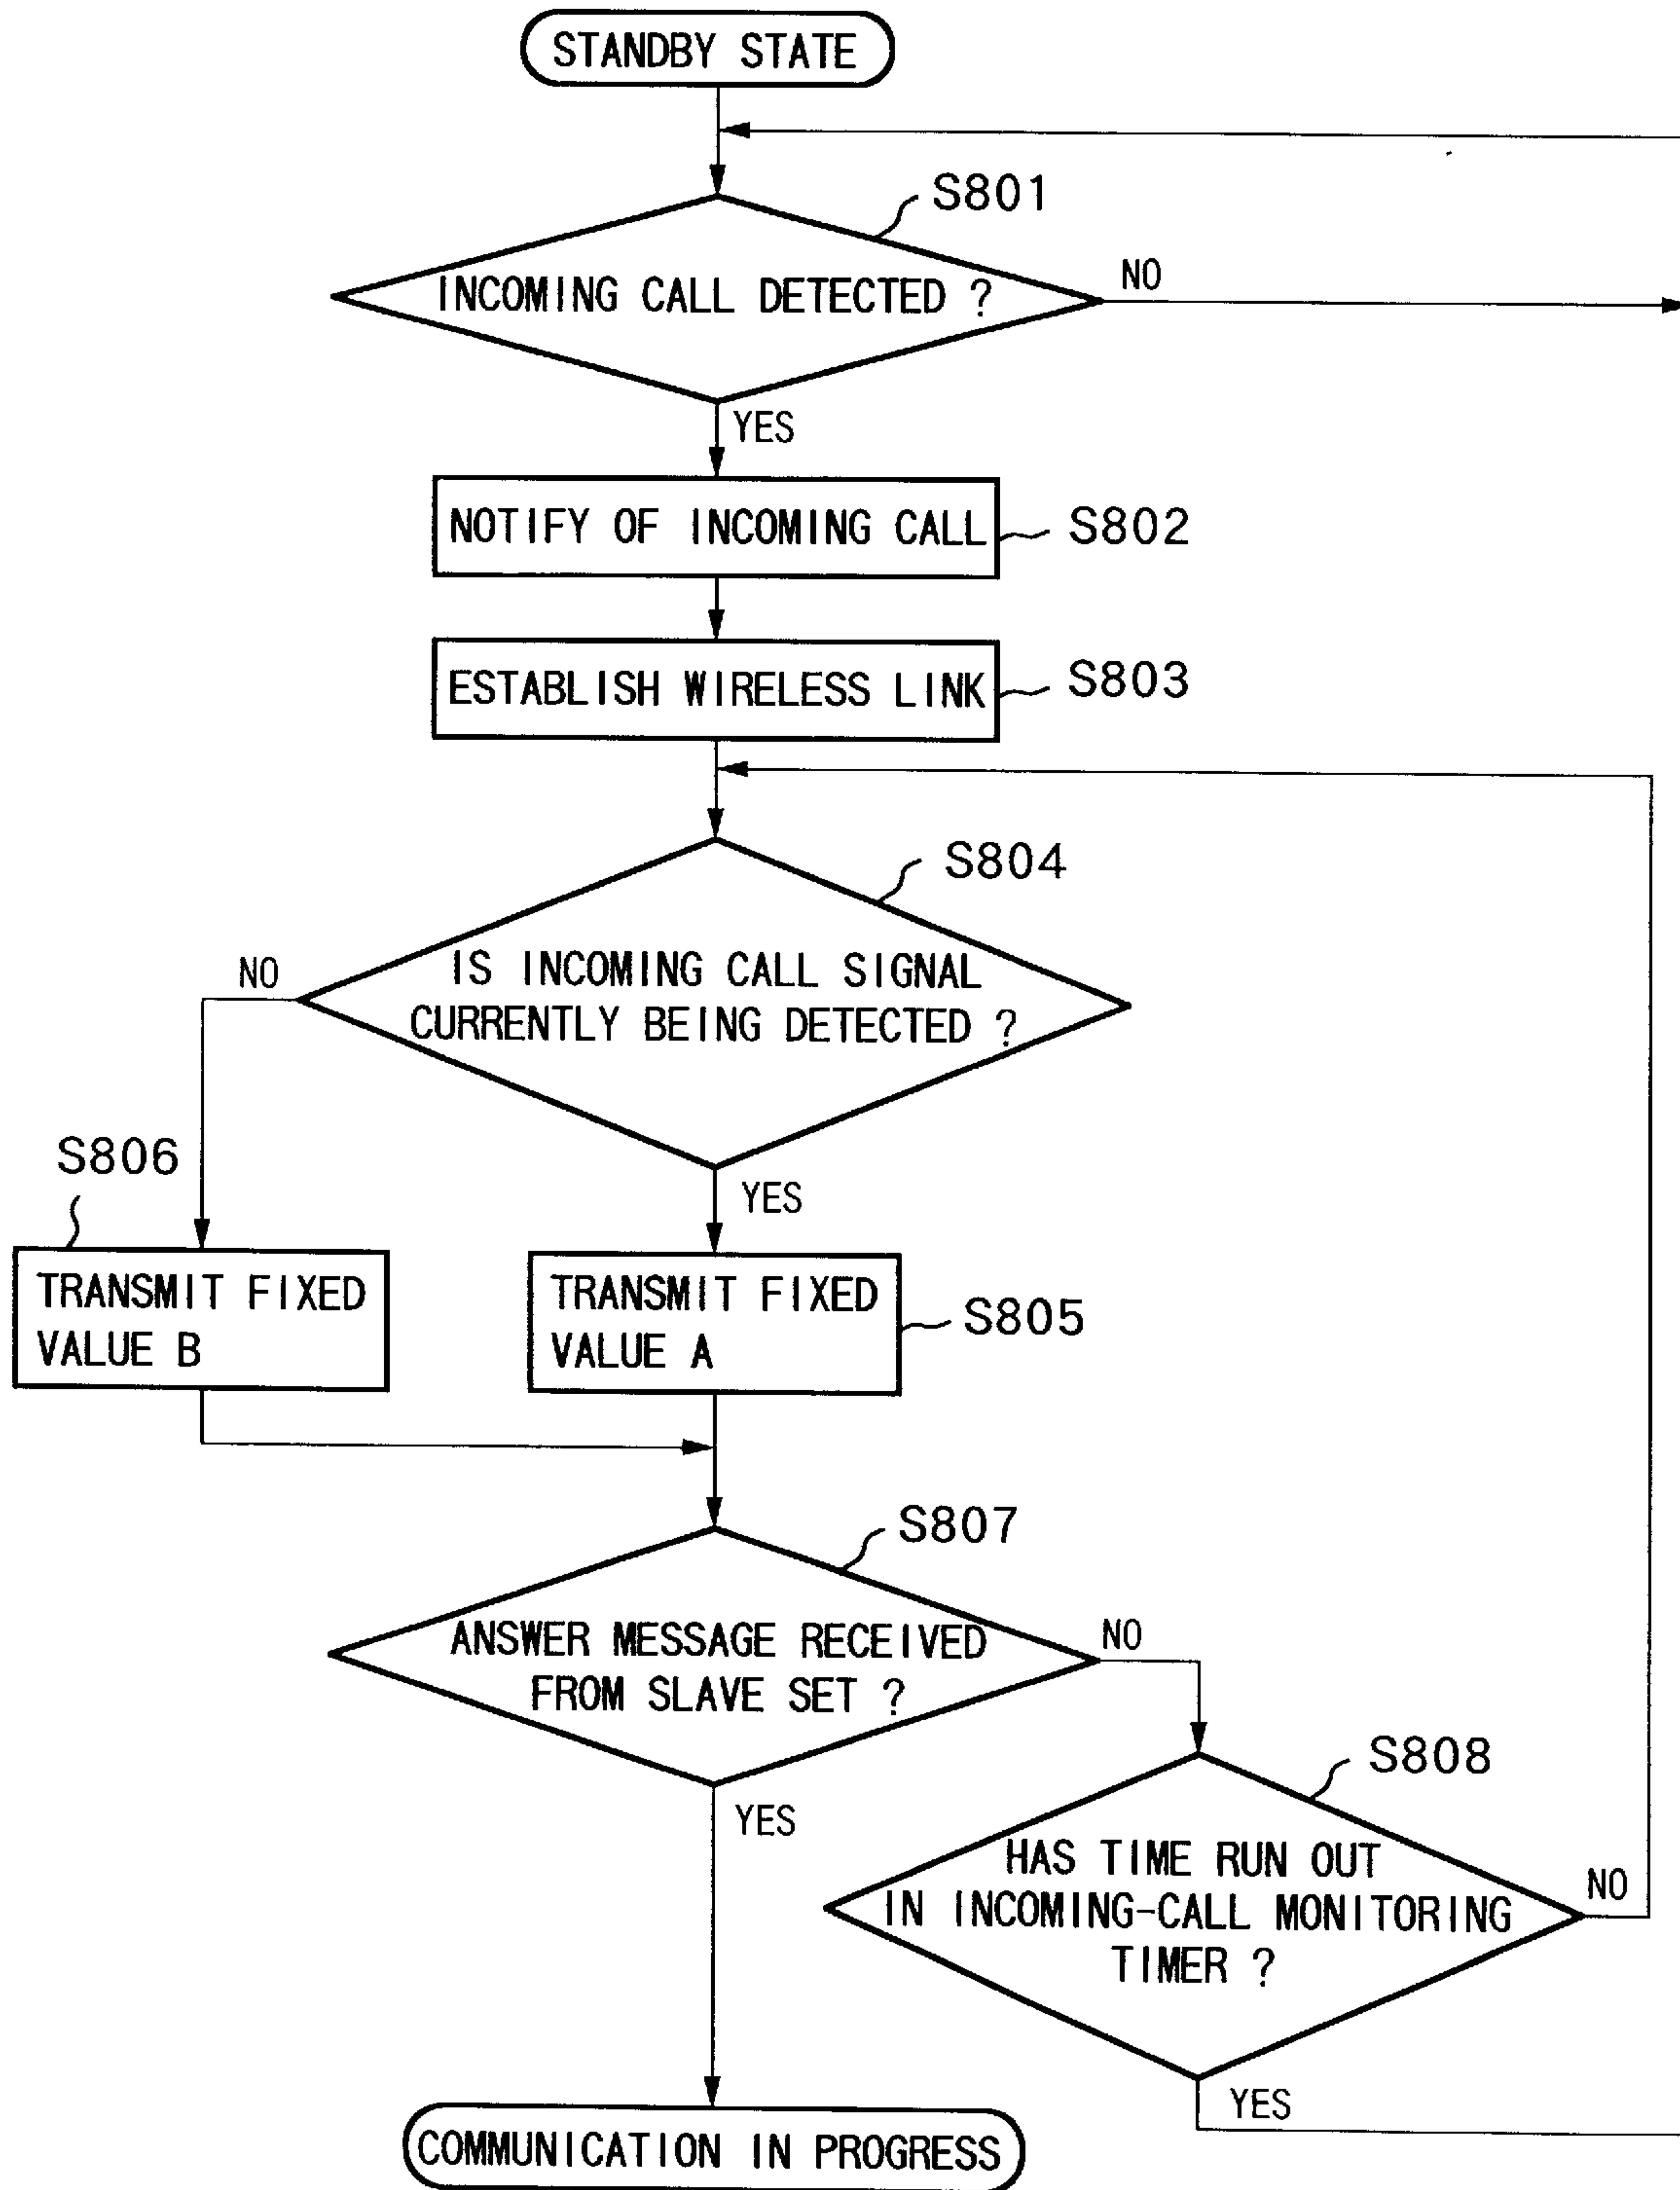 STANDBY STATE
S801
INCOMING CALL DETECTED ?
NO
YES
NOTIFY OF INCOMING CALL
S802
ESTABLISH WIRELESS LINK
S803
S804
IS INCOMING CALL SIGNAL
CURRENTLY BEING DETECTED ?
NO
YES
S806
TRANSMIT FIXED
VALUE B
TRANSMIT FIXED
VALUE A
S805
S807
ANSWER MESSAGE RECEIVED
FROM SLAVE SET ?
NO
YES
S808
HAS TIME RUN OUT
IN INCOMING-CALL MONITORING
TIMER ?
NO
YES
COMMUNICATION IN PROGRESS